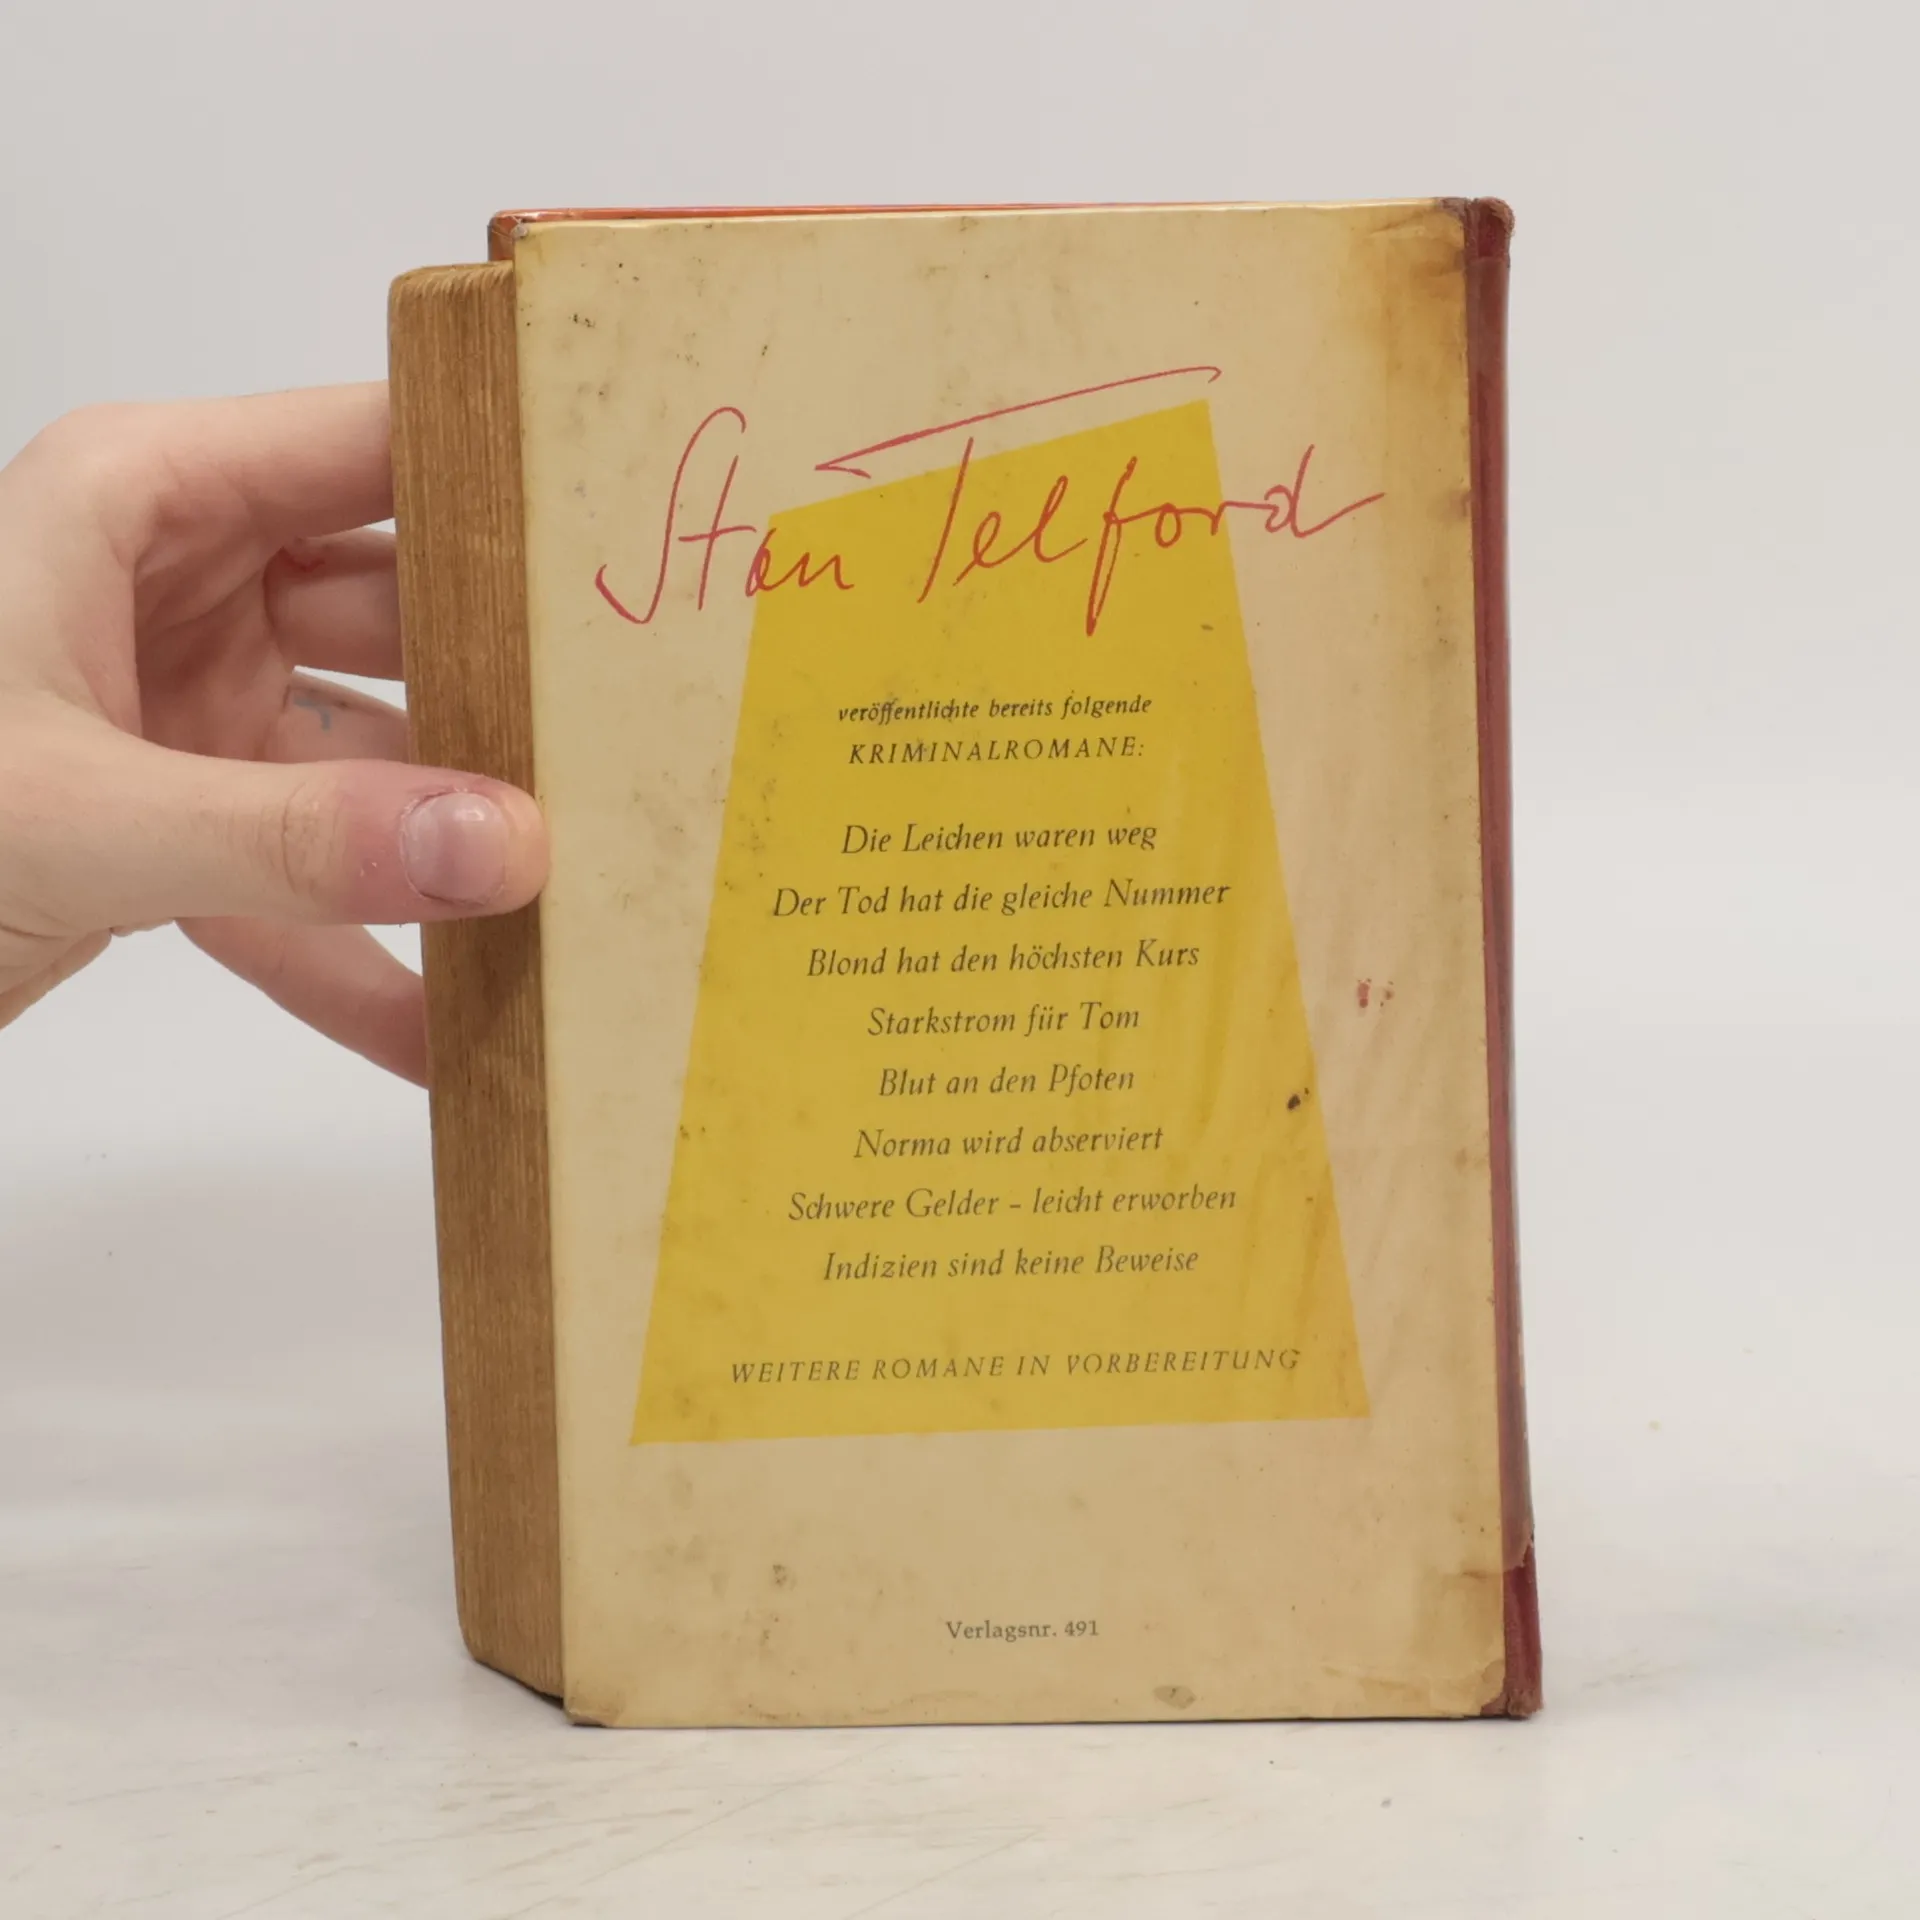 Stan Telford
veröffentlichte bereits folgende
KRIMINALROMANE:
Die Leichen waren weg
Der Tod hat die gleiche Nummer
Blond hat den höchsten Kurs
Starkstrom für Tom
Blut an den Pfoten
Norma wird abserviert
Schwere Gelder – leicht erworben
Indizien sind keine Beweise
WEITERE ROMANE IN VORBEREITUNG
Verlagsnr. 491